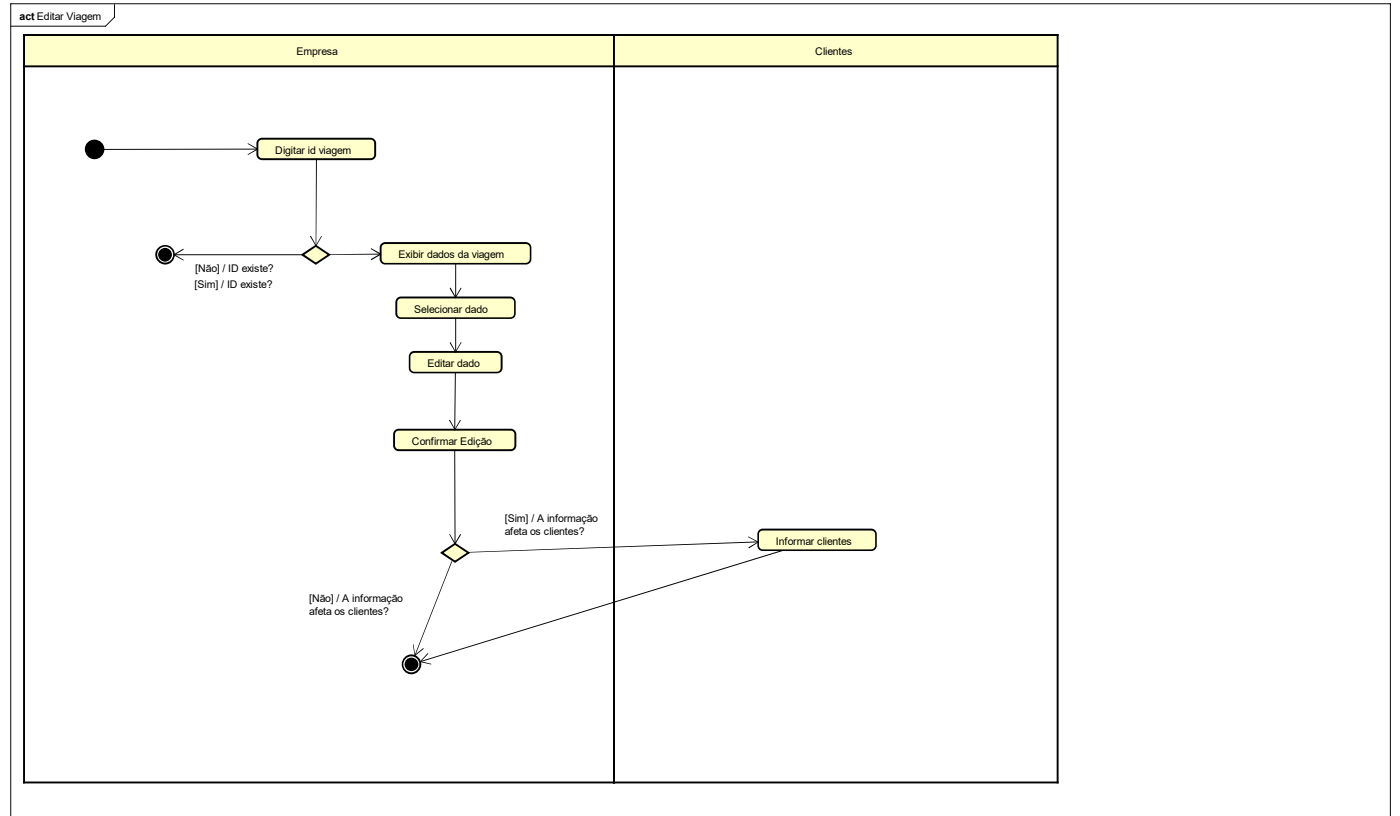 act Editar Viagem
Empresa
Clientes
Digitar id viagem
Exibir dados da viagem
[Não] / ID existe?
[Sim] / ID existe?
Selecionar dado
Editar dado
Confirmar Edição
[Sim] / A informação
afeta os clientes?
Informar clientes
[Não] / A informação
afeta os clientes?